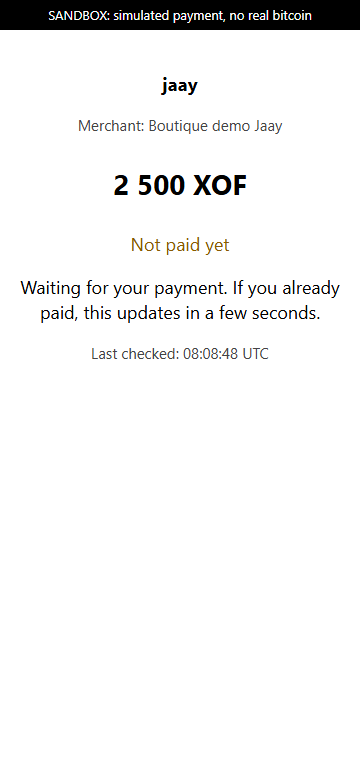 SANDBOX: simulated payment, no real bitcoin
jaay
Merchant: Boutique demo Jaay
2 500 XOF
Not paid yet
Waiting for your payment. If you already
paid, this updates in a few seconds.
Last checked: 08:08:48 UTC